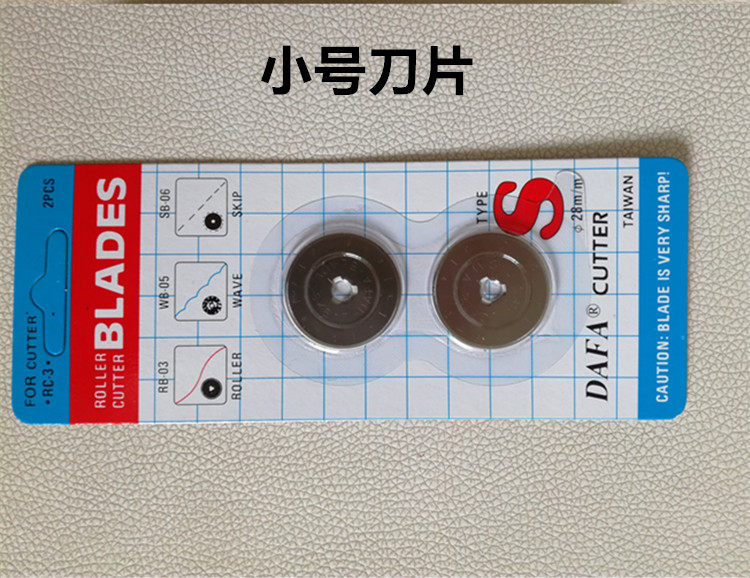 小号刀片
2PCS
FOR CUTTER
•RC-3•
ROLLER
CUTTER
BLADES
SB-06
SKIP
WB-05
WAVE
RB-03
ROLLER
TYPE
S
φ28m/m
DAFA® CUTTER
TAIWAN
CAUTION: BLADE IS VERY SHARP!